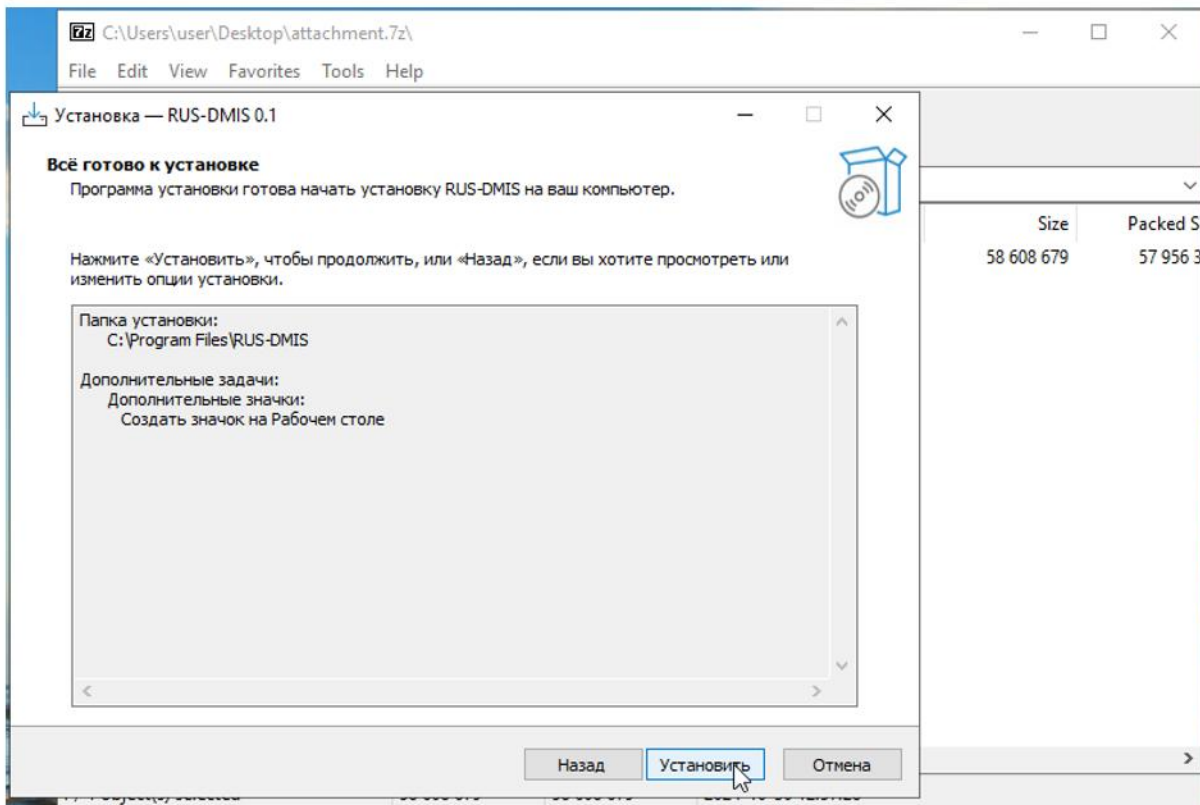 C:\Users\user\Desktop\attachment.7z\
File Edit View Favorites Tools Help
Установка — RUS-DMIS 0.1
Всё готово к установке
Программа установки готова начать установку RUS-DMIS на ваш компьютер.
Size Packed S
58 608 679 57 956 3
Нажмите «Установить», чтобы продолжить, или «Назад», если вы хотите просмотреть или
изменить опции установки.
Папка установки:
C:\Program Files\RUS-DMIS
Дополнительные задачи:
Дополнительные значки:
Создать значок на Рабочем столе
Назад Установить Отмена